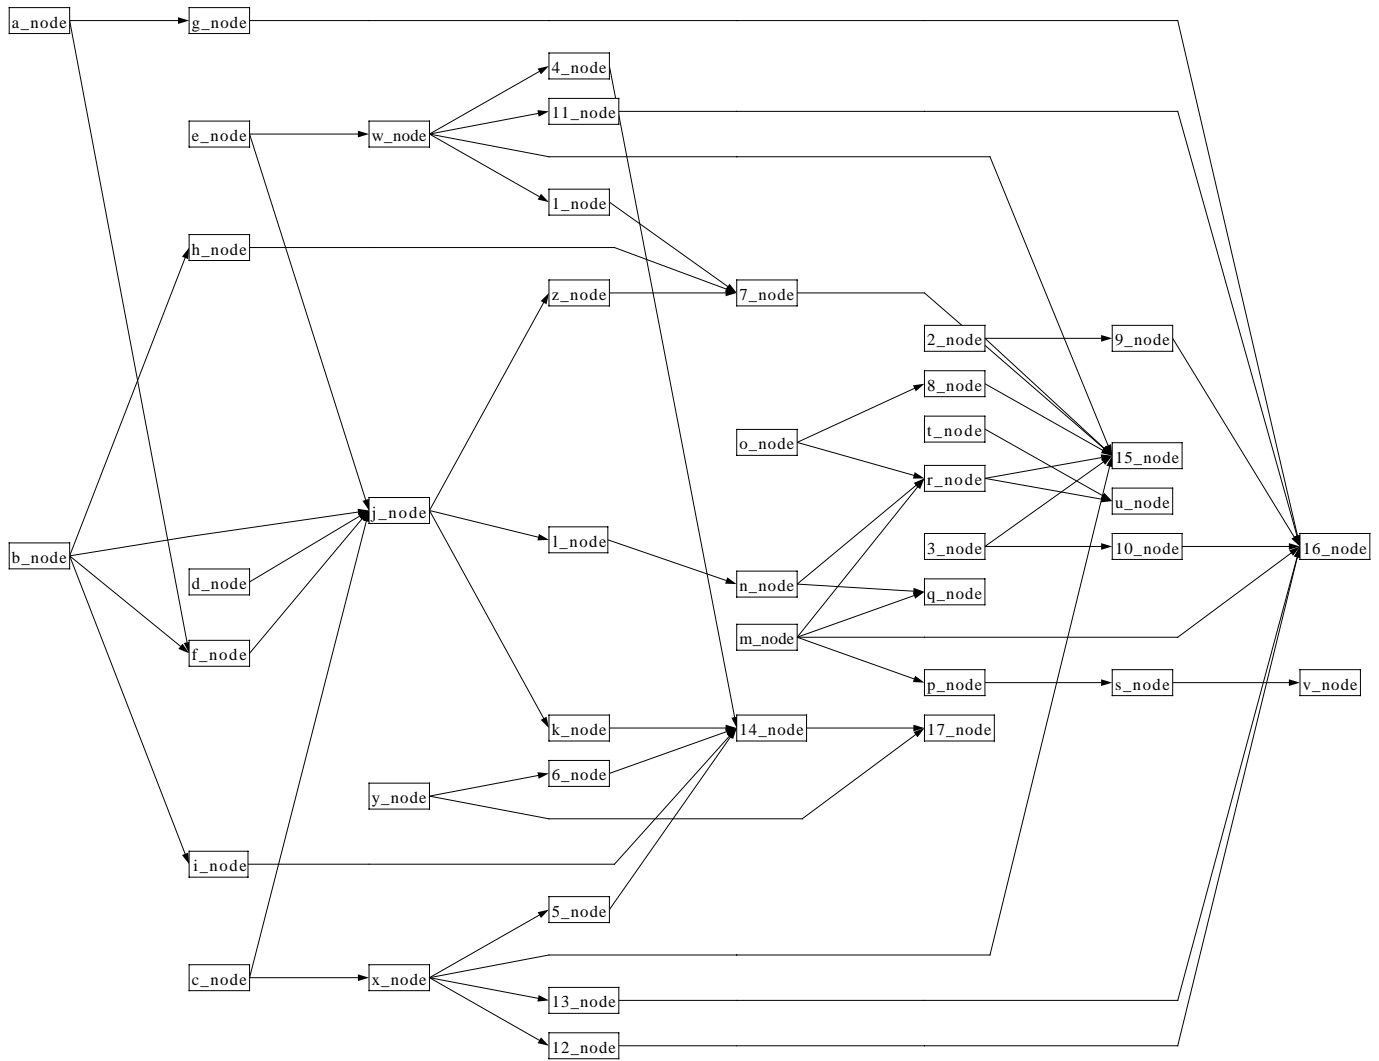 a_node
g_node
4_node
11_node
e_node
w_node
1_node
h_node
z_node
7_node
2_node
9_node
8_node
t_node
o_node
15_node
r_node
u_node
j_node
l_node
3_node
10_node
16_node
b_node
d_node
n_node
q_node
m_node
f_node
p_node
s_node
v_node
k_node
14_node
17_node
6_node
y_node
i_node
5_node
c_node
x_node
13_node
12_node